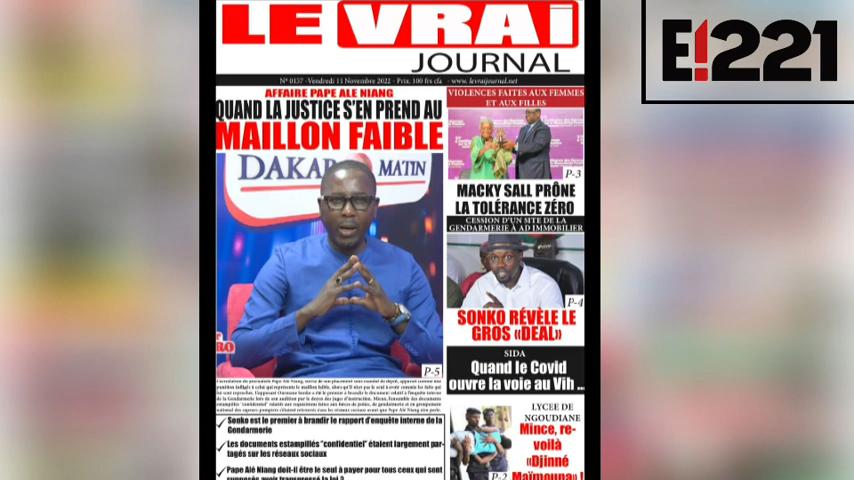 LE VRAI
JOURNAL
E!221
N° 0137 - Vendredi 11 Novembre 2022 - Prix. 100 frs cfa - www.levraijournal.net
AFFAIRE PAPE ALE NIANG
QUAND LA JUSTICE S'EN PREND AU
MAILLON FAIBLE
DAKAR MATIN
P-5
Sonko est le premier à brandir le rapport d'enquête interne de la
Gendarmerie
Les documents estampillés "confidentiel" étaient largement par-
tagés sur les réseaux sociaux
Pape Alé Niang doit-il être le seul à payer pour tous ceux qui sont
supposés avoir transgressé la loi ?
VIOLENCES FAITES AUX FEMMES
ET AUX FILLES
P-3
MACKY SALL PRÔNE
LA TOLÉRANCE ZÉRO
CESSION D'UN SITE DE LA
GENDARMERIE À AD IMMOBILIER
P-4
SONKO RÉVÈLE LE
GROS «DEAL»
SIDA
Quand le Covid
ouvre la voie au Vih ...
LYCEE DE
NGOUDIANE
Mince, re-
voilà
«Djinné
Maïmouna» !
P-2